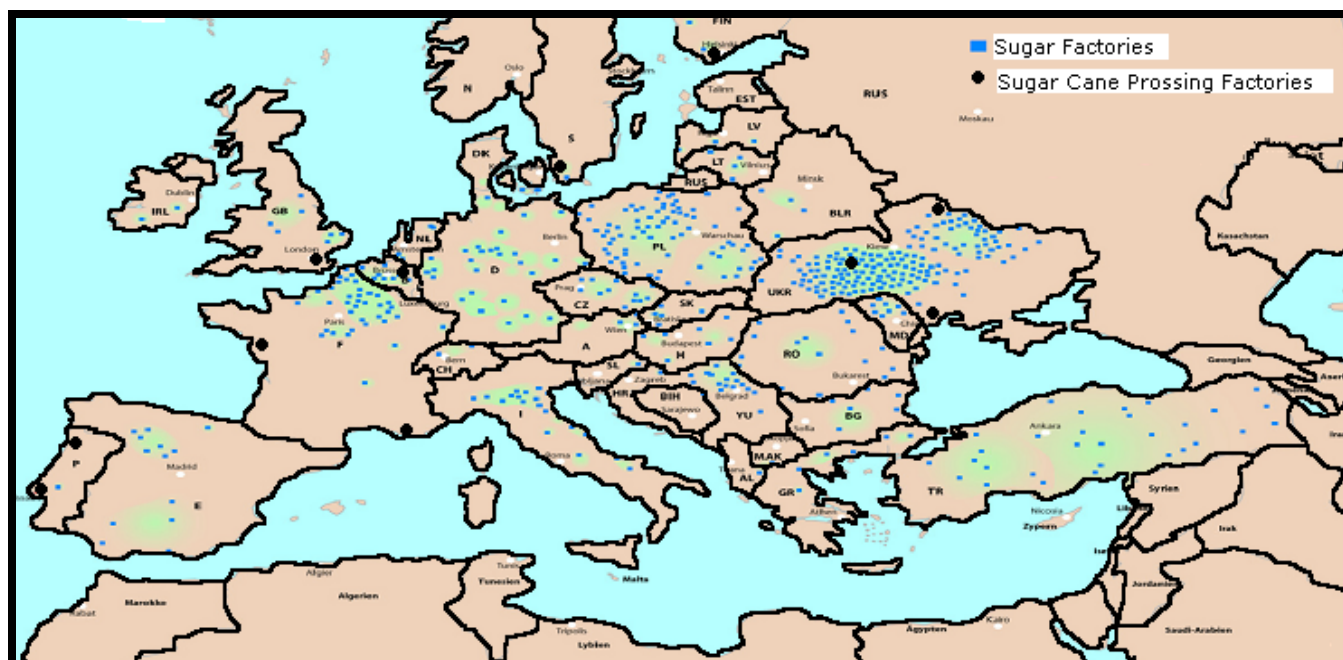 FIN
Helsinki
Sugar Factories
Oslo
Stockholm
Sugar Cane Prossing Factories
N
Talinn
EST
RUS
Moskau
S
LV
DK
LT
Vilnius
Kasachstan
Dublin
IRL
GB
RUS
Minsk
BLR
London
NL
Amsterdam
Berlin
D
PL
Warschau
Kiew
UKR
B
Luxemburg
Prag
CZ
SK
Paris
F
Wien
Budapest
H
MD
Bern
CH
A
RO
Bukarest
Georgien
SL
Zagreb
HR
BIH
Sarajewo
Belgrad
YU
I
Sofia
BG
Ankara
P
Madrid
E
Roma
MAK
AL
GR
Athen
TR
Nicosia
Zypern
Syrien
Irak
Algier
Tunesien
Malta
Jordanien
Rabat
Marokko
Algerien
Tripolis
Lybien
Ägypten
Kairo
Saudi-Arabien